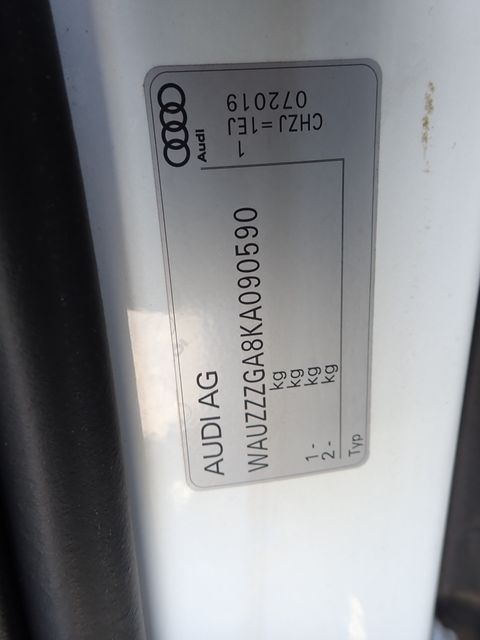 Audi
AUDI AG
WAUZZZGA8KA090590
kg
kg
1 - kg
2 - kg
Typ
1
CHZJ=1EJ
072019